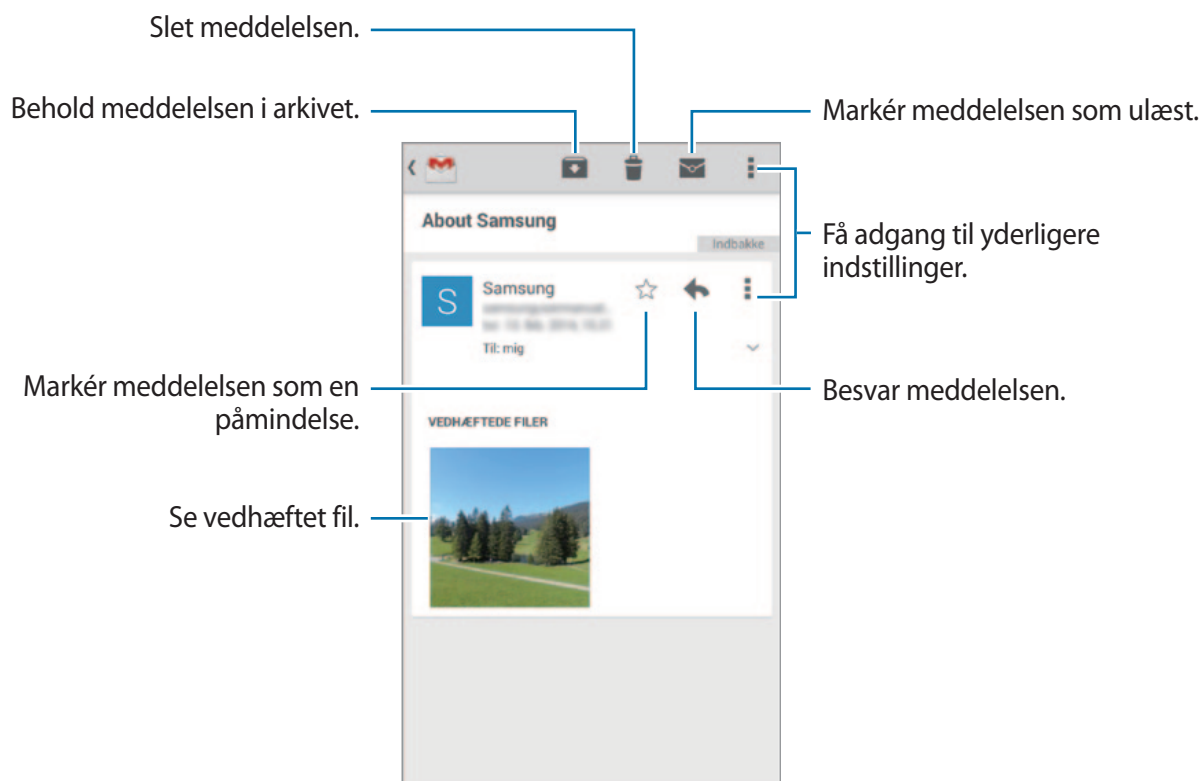 Slet meddelelsen.
Behold meddelelsen i arkivet.
Markér meddelelsen som ulæst.
About Samsung
Indbakke
Få adgang til yderligere
indstillinger.
S
Samsung
Til: mig
Markér meddelelsen som en
påmindelse.
Besvar meddelelsen.
VEDHÆFTEDE FILER
Se vedhæftet fil.